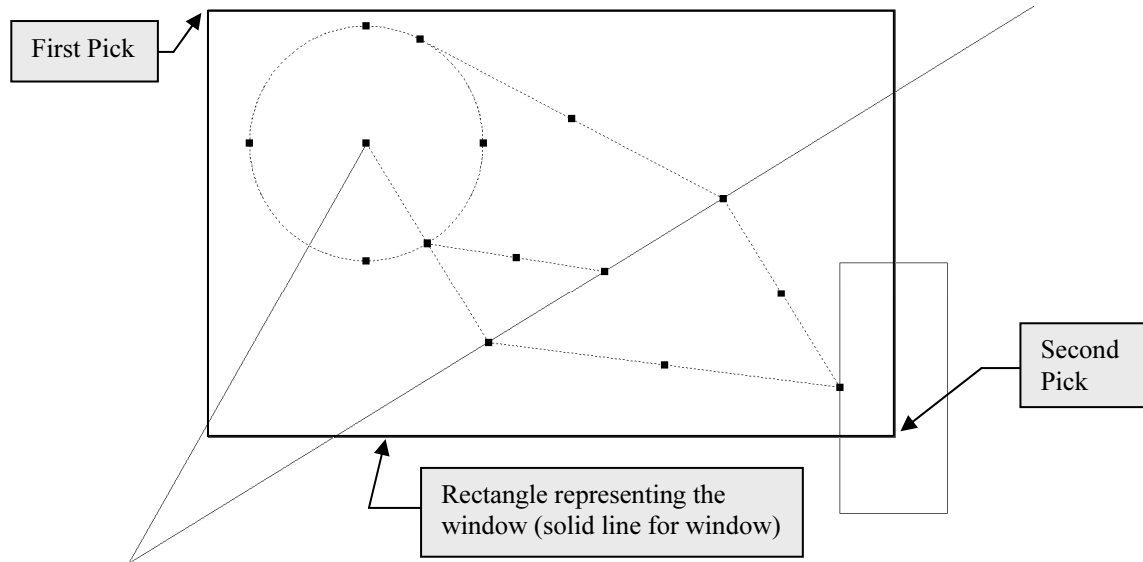 First Pick
Second
Pick
Rectangle representing the
window (solid line for window)